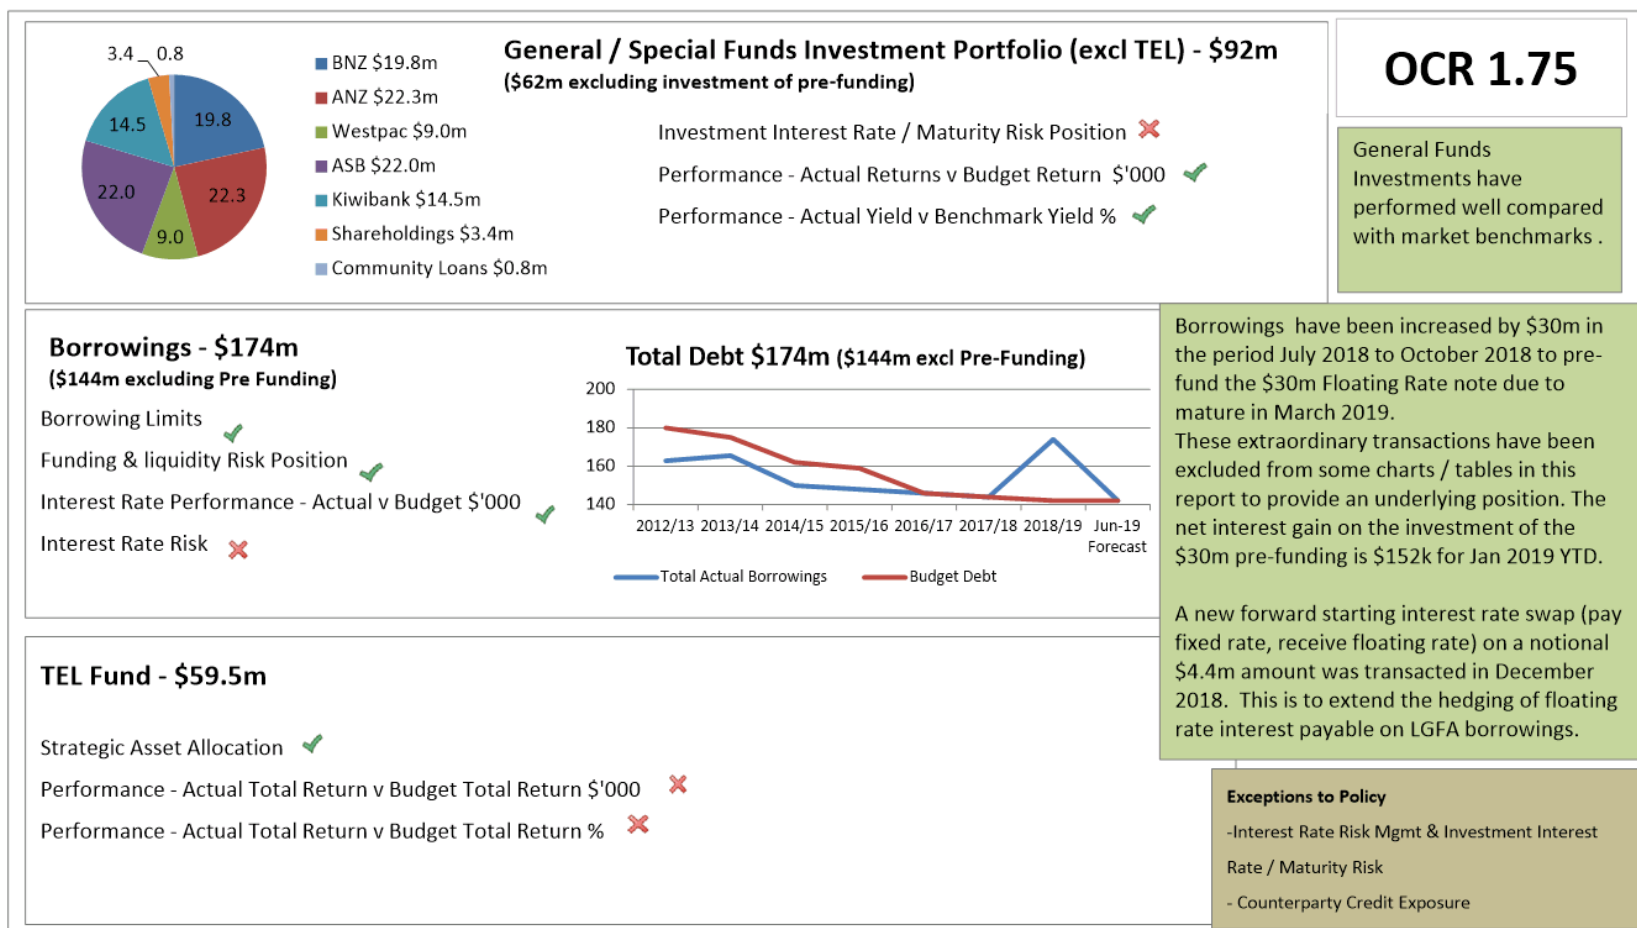 General / Special Funds Investment Portfolio (excl TEL) - $92m
($62m excluding investment of pre-funding)
3.4
0.8
19.8
22.3
9.0
22.0
14.5
BNZ $19.8m
ANZ $22.3m
Westpac $9.0m
ASB $22.0m
Kiwibank $14.5m
Shareholdings $3.4m
Community Loans $0.8m
Investment Interest Rate / Maturity Risk Position
Performance - Actual Returns v Budget Return $'000
Performance - Actual Yield v Benchmark Yield %
OCR 1.75
General Funds
Investments have
performed well compared
with market benchmarks .
Borrowings - $174m
($144m excluding Pre Funding)
Borrowing Limits
Funding & liquidity Risk Position
Interest Rate Performance - Actual v Budget $'000
Interest Rate Risk
Total Debt $174m ($144m excl Pre-Funding)
200
180
160
140
2012/13 2013/14 2014/15 2015/16 2016/17 2017/18 2018/19 Jun-19
Forecast
Total Actual Borrowings
Budget Debt
Borrowings have been increased by $30m in
the period July 2018 to October 2018 to pre-
fund the $30m Floating Rate note due to
mature in March 2019.
These extraordinary transactions have been
excluded from some charts / tables in this
report to provide an underlying position. The
net interest gain on the investment of the
$30m pre-funding is $152k for Jan 2019 YTD.
A new forward starting interest rate swap (pay
fixed rate, receive floating rate) on a notional
$4.4m amount was transacted in December
2018. This is to extend the hedging of floating
rate interest payable on LGFA borrowings.
TEL Fund - $59.5m
Strategic Asset Allocation
Performance - Actual Total Return v Budget Total Return $'000
Performance - Actual Total Return v Budget Total Return %
Exceptions to Policy
-Interest Rate Risk Mgmt & Investment Interest
Rate / Maturity Risk
- Counterparty Credit Exposure